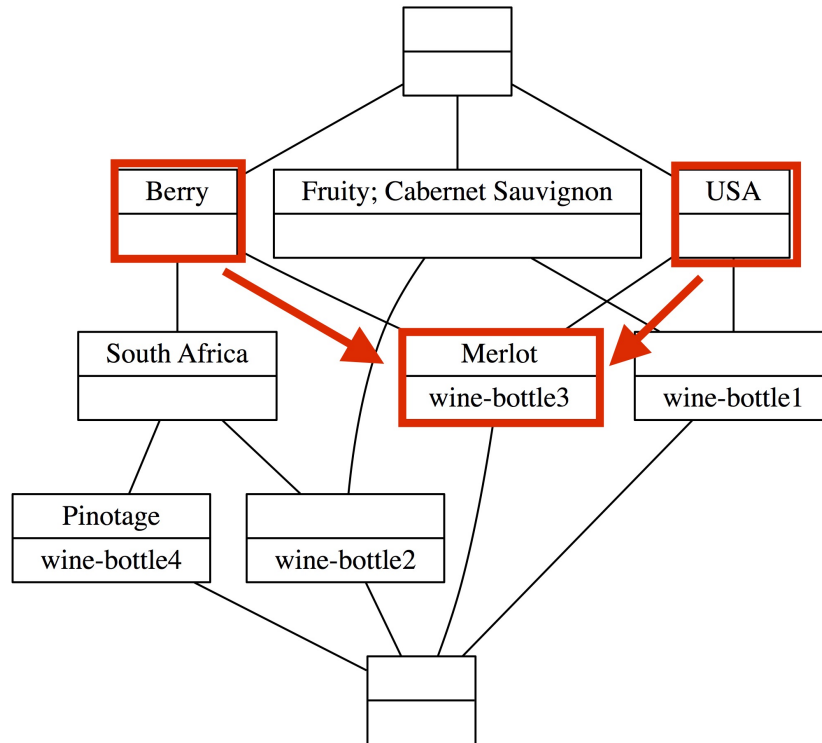 Berry
Fruity; Cabernet Sauvignon
USA
South Africa
Merlot
wine-bottle3
wine-bottle1
Pinotage
wine-bottle4
wine-bottle2